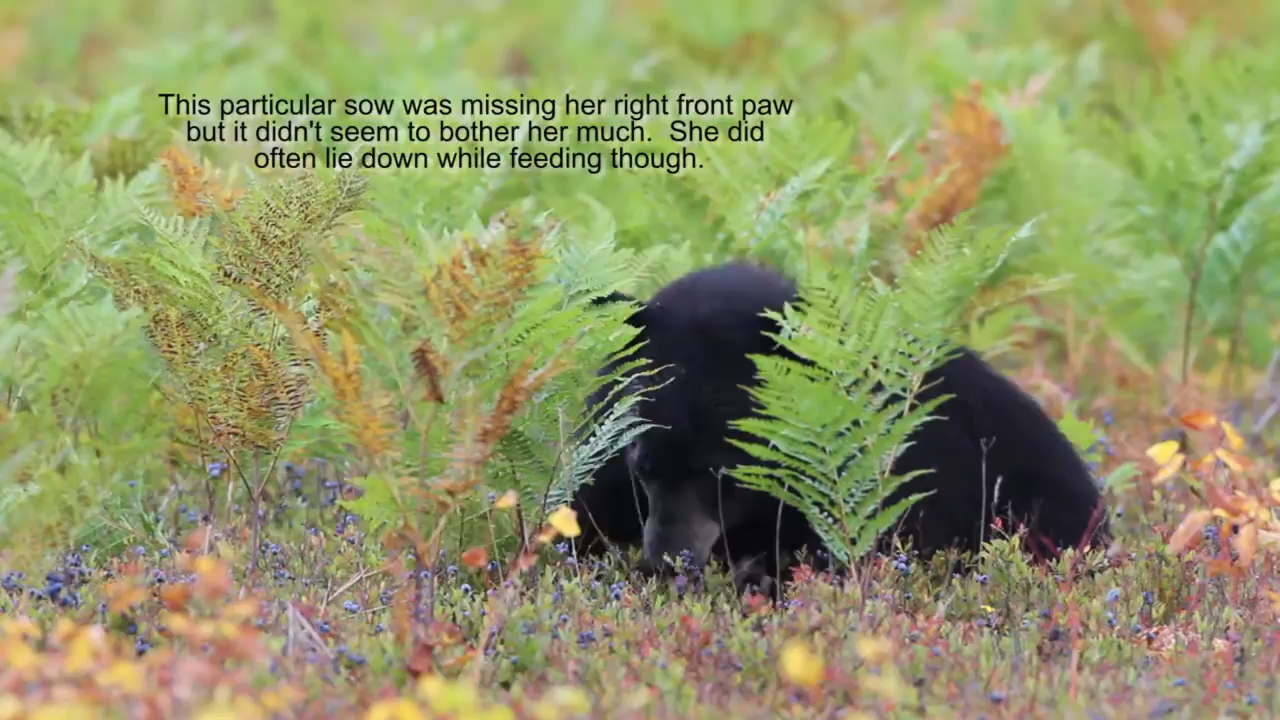 This particular sow was missing her right front paw
but it didn't seem to bother her much.  She did
often lie down while feeding though.